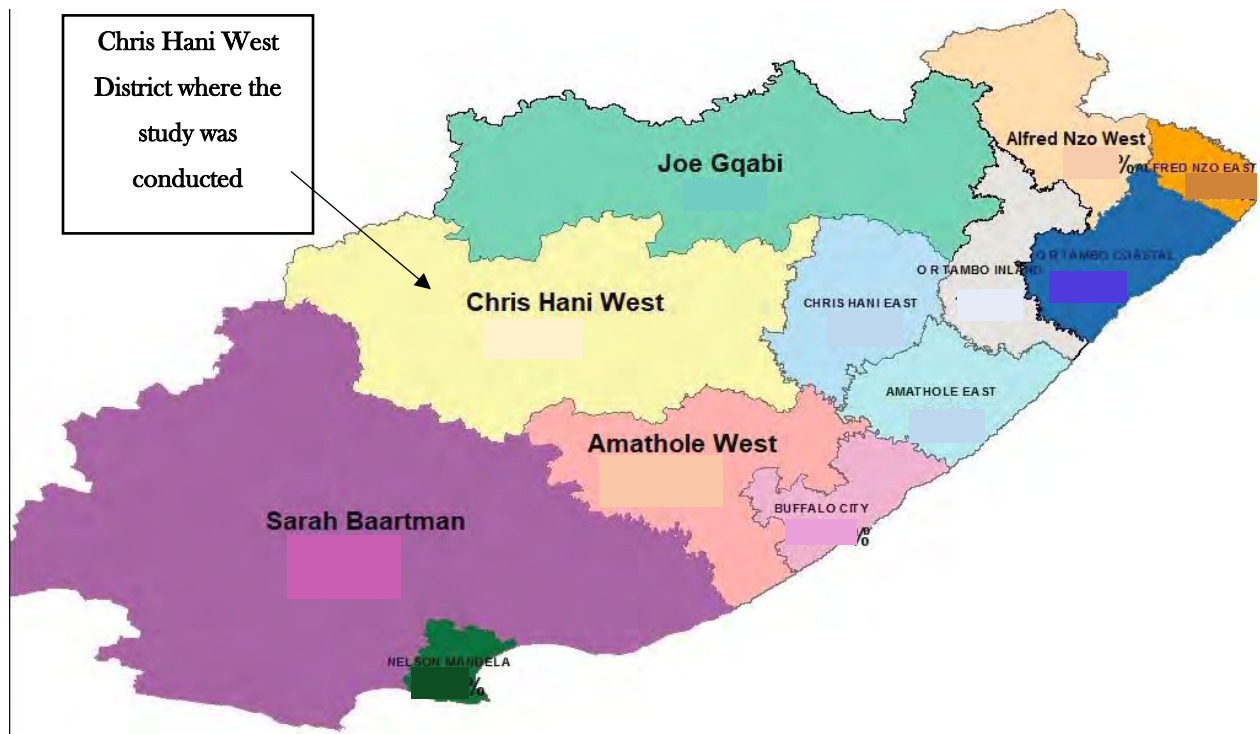 Chris Hani West
District where the
study was
conducted
Alfred Nzo West
%
ALFRED NZO EAST
Joe Gqabi
O R TAMBO COASTAL
O R TAMBO INLAND
Chris Hani West
CHRIS HANI EAST
AMATHOLE EAST
Amathole West
BUFFALO CITY
%
Sarah Baartman
NELSON MANDELA
%